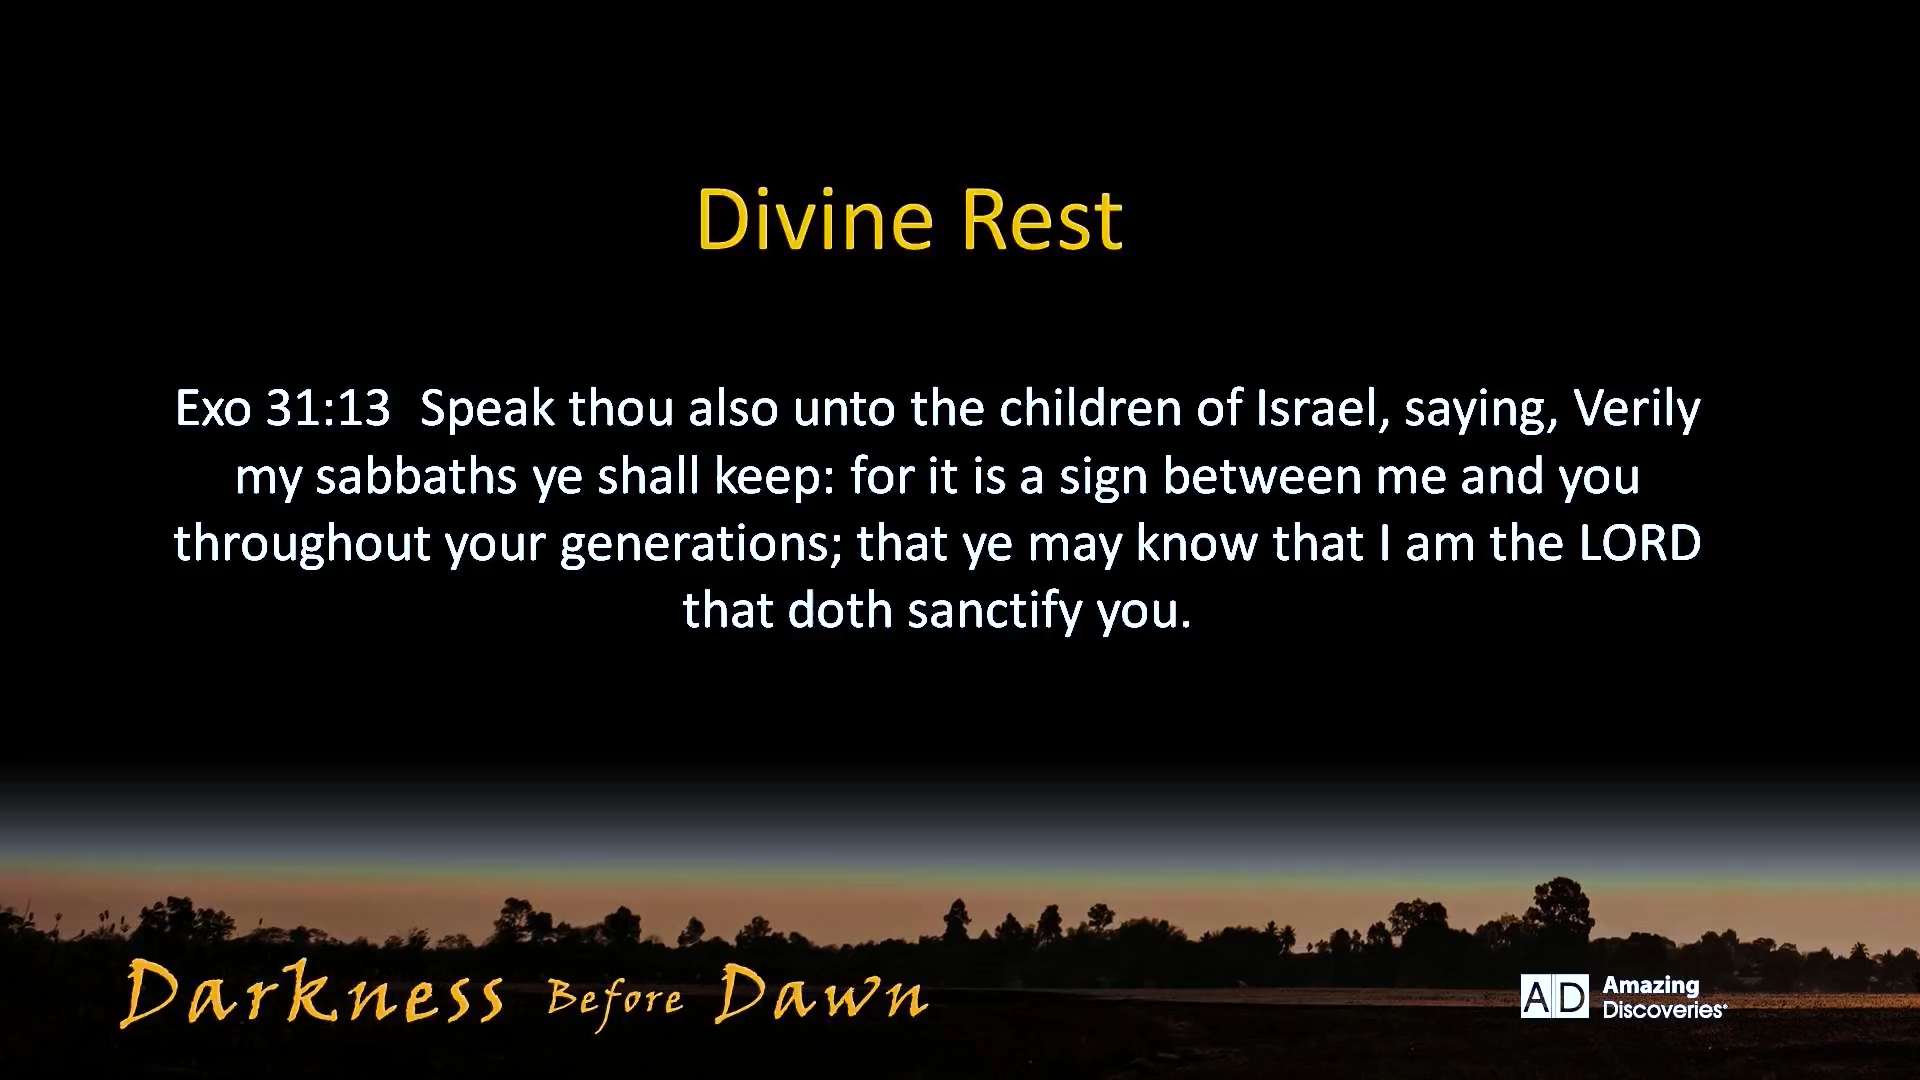 Divine Rest
Exo 31:13  Speak thou also unto the children of Israel, saying, Verily
my sabbaths ye shall keep: for it is a sign between me and you
throughout your generations; that ye may know that I am the LORD
that doth sanctify you.
Darkness Before Dawn
AD Amazing
Discoveries